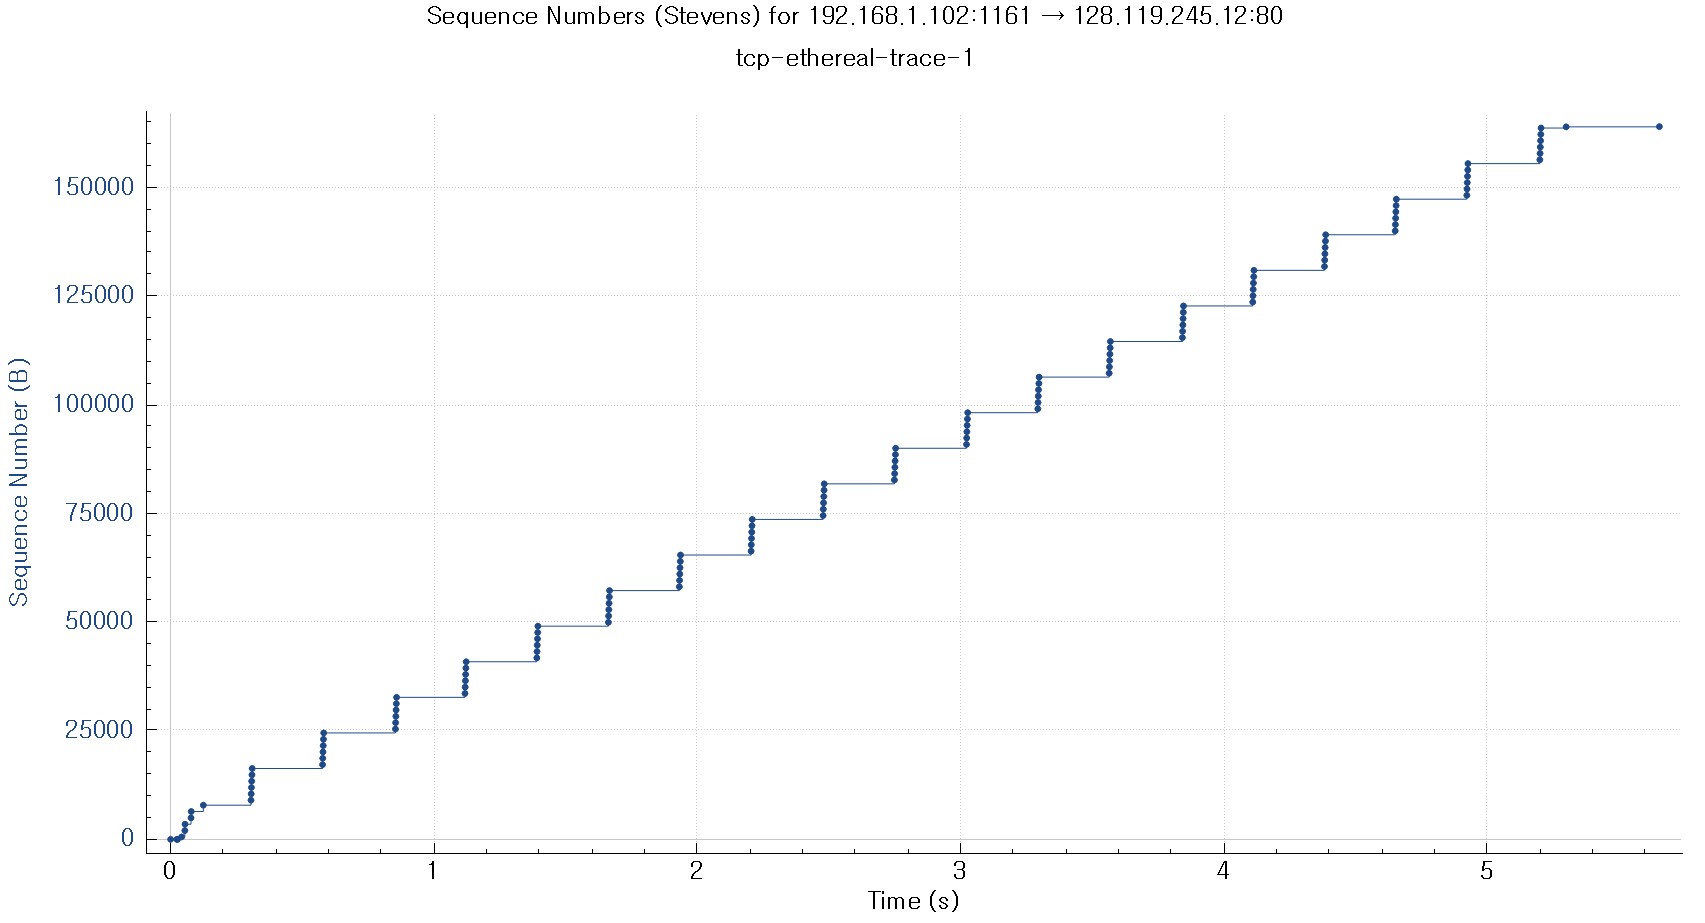 Sequence Numbers (Stevens) for 192.168.1.102:1161 → 128.119.245.12:80
tcp-ethereal-trace-1
Sequence Number (B)
150000
125000
100000
75000
50000
25000
0
0 1 2 3 4 5
Time (s)